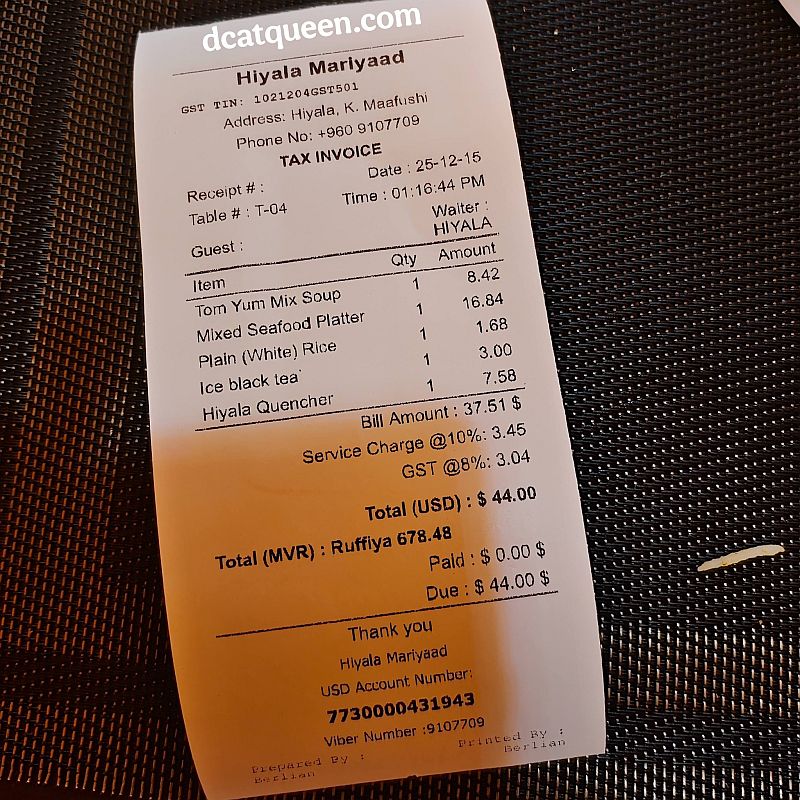 dcatqueen.com
Hiyala Mariyaad
GST TIN: 1021204GST501
Address: Hiyala, K. Maafushi
Phone No: +960 9107709
TAX INVOICE
Receipt # : Date : 25-12-15
Table # : T-04 Time : 01:16:44 PM
Guest : Waiter : HIYALA
Item Qty Amount
Tom Yum Mix Soup 1 8.42
Mixed Seafood Platter 1 16.84
Plain (White) Rice 1 1.68
Ice black tea 1 3.00
Hiyala Quencher 1 7.58
Bill Amount : 37.51 $
Service Charge @10%: 3.45
GST @8%: 3.04
Total (USD) : $ 44.00
Total (MVR) : Ruffiya 678.48
Paid : $ 0.00 $
Due : $ 44.00 $
Thank you
Hiyala Mariyaad
USD Account Number:
7730000431943
Viber Number :9107709
Prepared By : Printed By :
Berlian Berlian